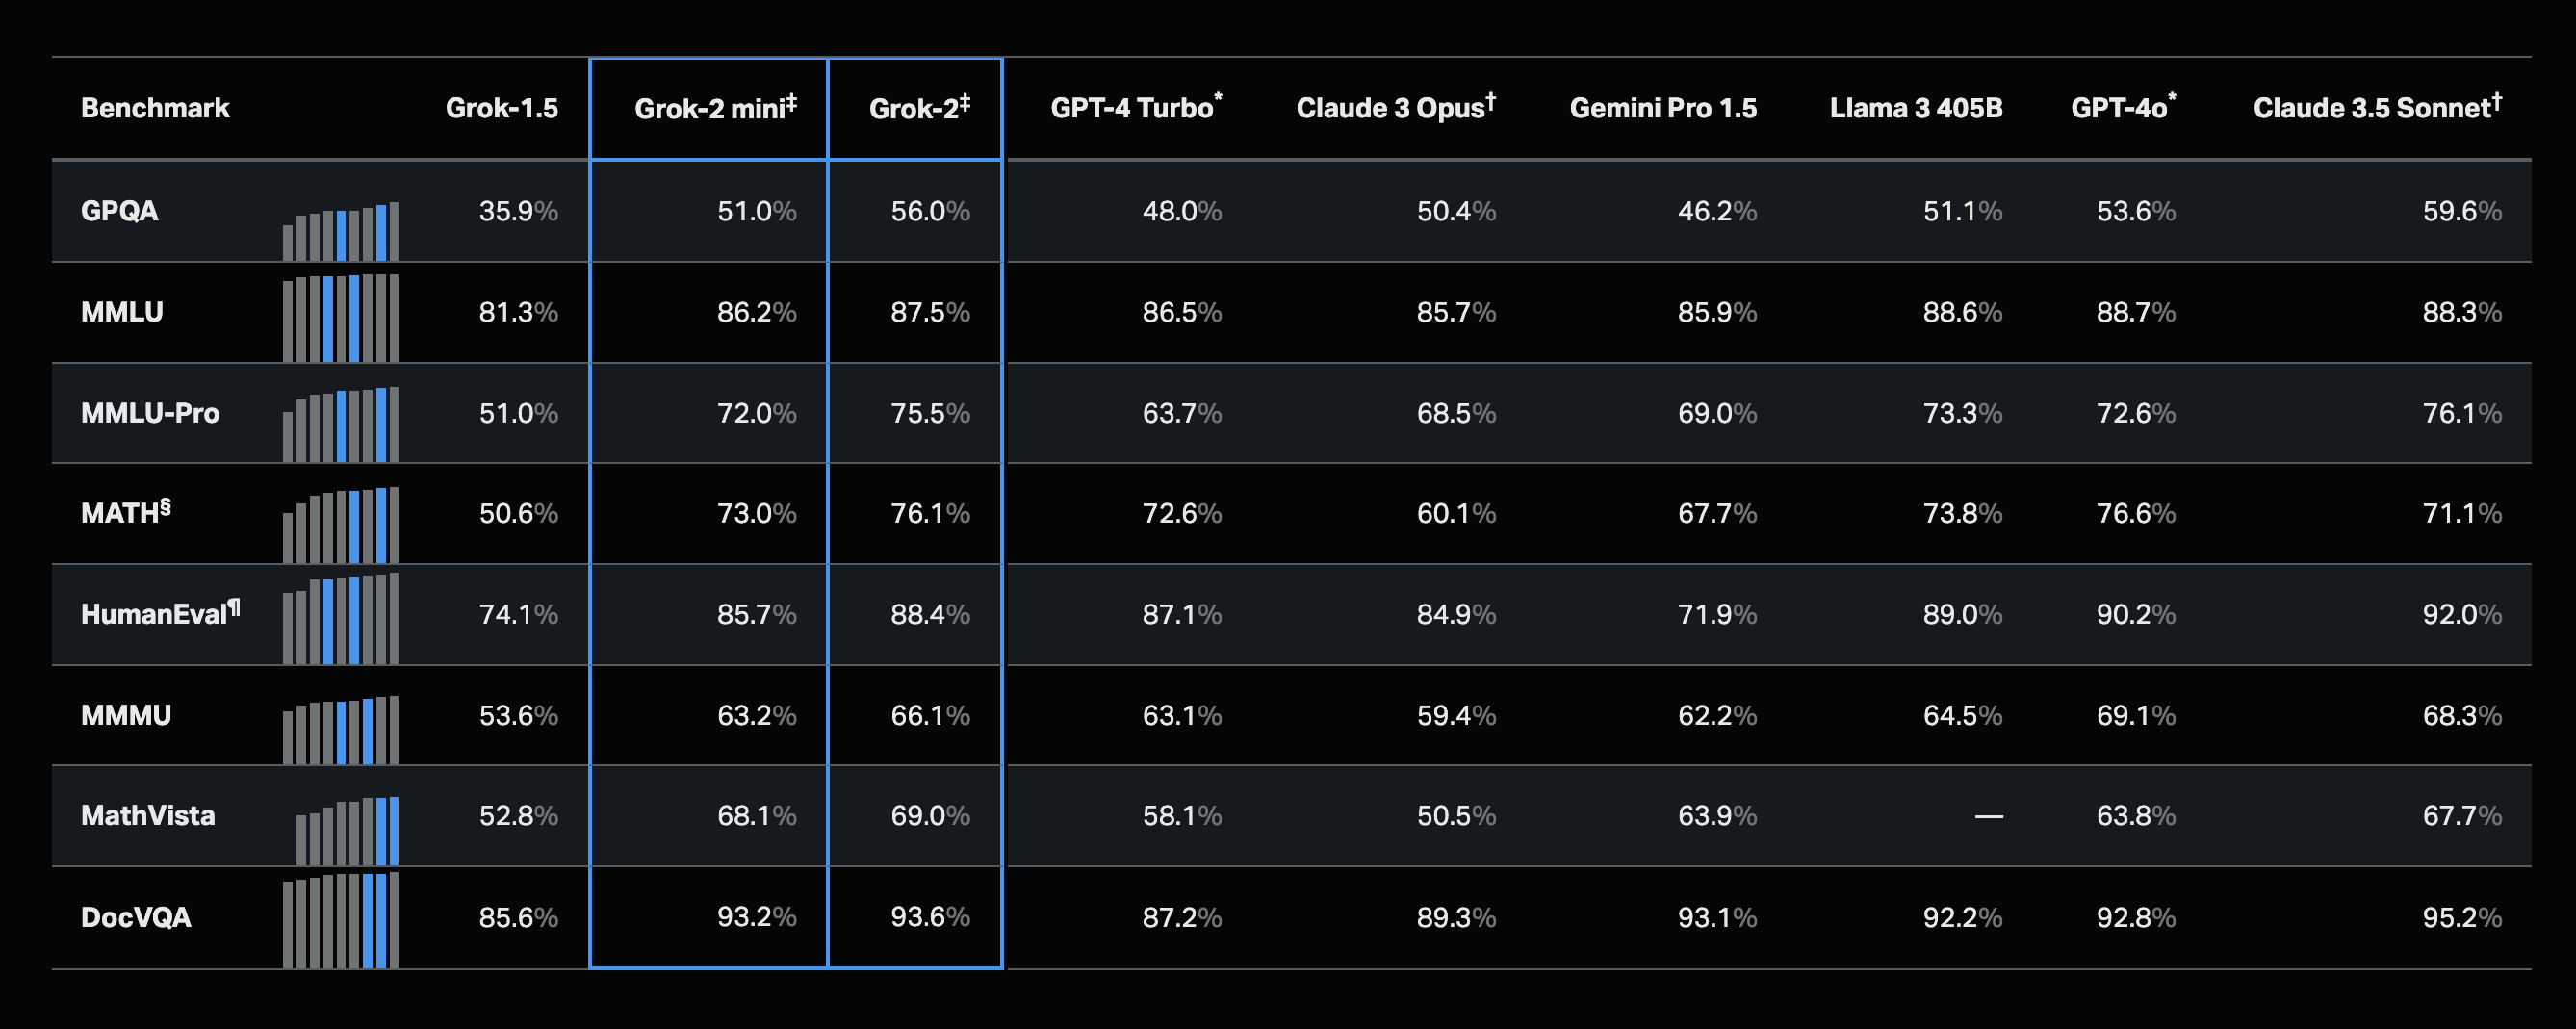 Benchmark Grok-1.5 Grok-2 mini‡ Grok-2‡ GPT-4 Turbo* Claude 3 Opus† Gemini Pro 1.5 Llama 3 405B GPT-4o* Claude 3.5 Sonnet†
GPQA 35.9% 51.0% 56.0% 48.0% 50.4% 46.2% 51.1% 53.6% 59.6%
MMLU 81.3% 86.2% 87.5% 86.5% 85.7% 85.9% 88.6% 88.7% 88.3%
MMLU-Pro 51.0% 72.0% 75.5% 63.7% 68.5% 69.0% 73.3% 72.6% 76.1%
MATH§ 50.6% 73.0% 76.1% 72.6% 60.1% 67.7% 73.8% 76.6% 71.1%
HumanEval¶ 74.1% 85.7% 88.4% 87.1% 84.9% 71.9% 89.0% 90.2% 92.0%
MMMU 53.6% 63.2% 66.1% 63.1% 59.4% 62.2% 64.5% 69.1% 68.3%
MathVista 52.8% 68.1% 69.0% 58.1% 50.5% 63.9% — 63.8% 67.7%
DocVQA 85.6% 93.2% 93.6% 87.2% 89.3% 93.1% 92.2% 92.8% 95.2%